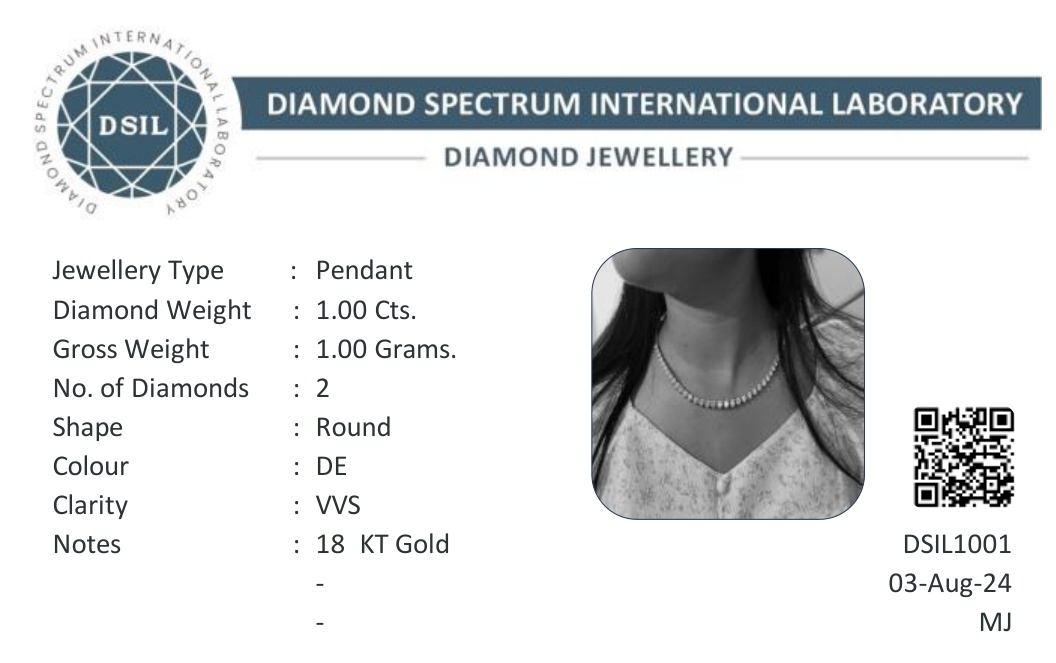 DIAMOND SPECTRUM INTERNATIONAL LABORATORY
DSIL
DIAMOND SPECTRUM INTERNATIONAL LABORATORY
DIAMOND JEWELLERY
Jewellery Type : Pendant
Diamond Weight : 1.00 Cts.
Gross Weight : 1.00 Grams.
No. of Diamonds : 2
Shape : Round
Colour : DE
Clarity : VVS
Notes : 18 KT Gold
-
-
DSIL1001
03-Aug-24
MJ